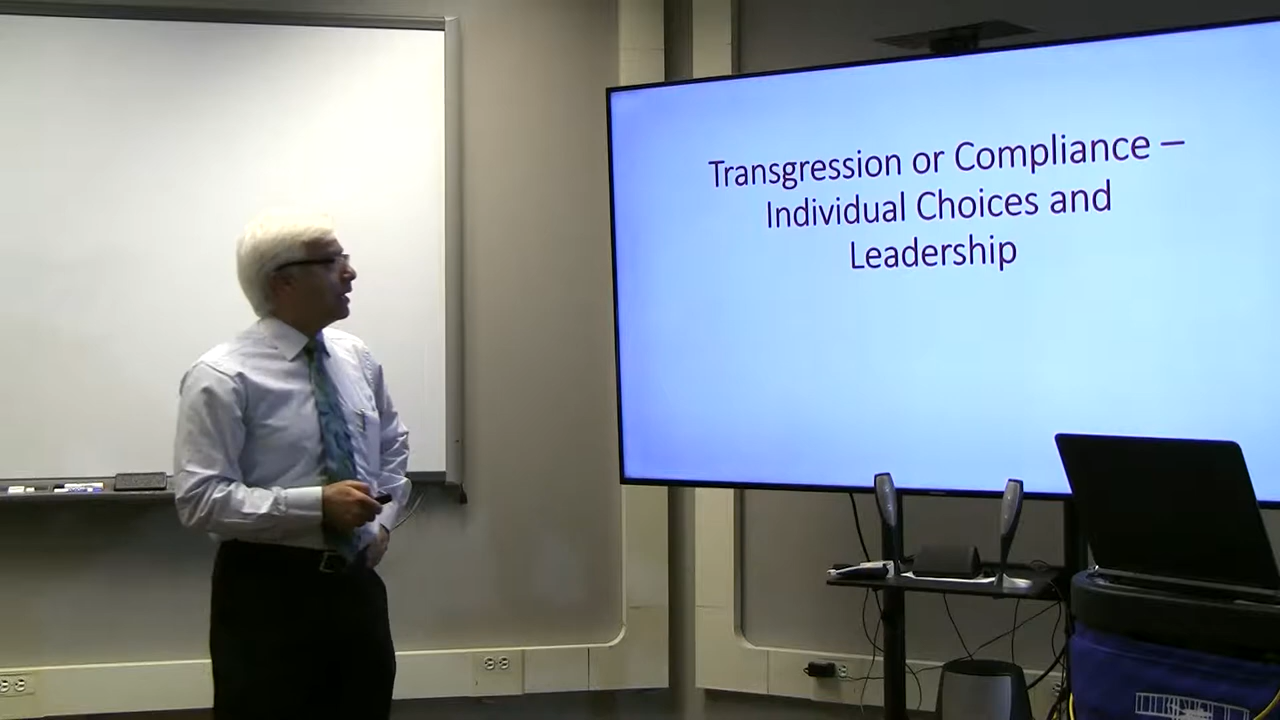 Transgression or Compliance –
Individual Choices and
Leadership